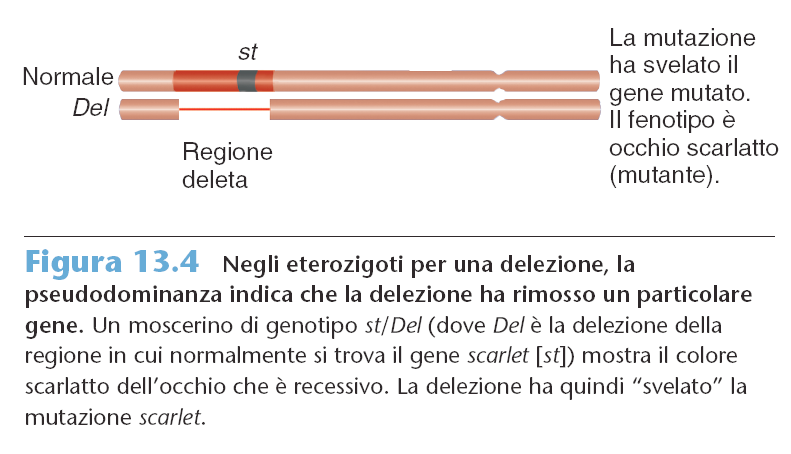 st
Normale
Del
Regione
deleta
La mutazione
ha svelato il
gene mutato.
Il fenotipo è
occhio scarlatto
(mutante).
Figura 13.4 Negli eterozigoti per una delezione, la
pseudodominanza indica che la delezione ha rimosso un particolare
gene. Un moscerino di genotipo st/Del (dove Del è la delezione della
regione in cui normalmente si trova il gene scarlet [st]) mostra il colore
scarlatto dell’occhio che è recessivo. La delezione ha quindi “svelato” la
mutazione scarlet.